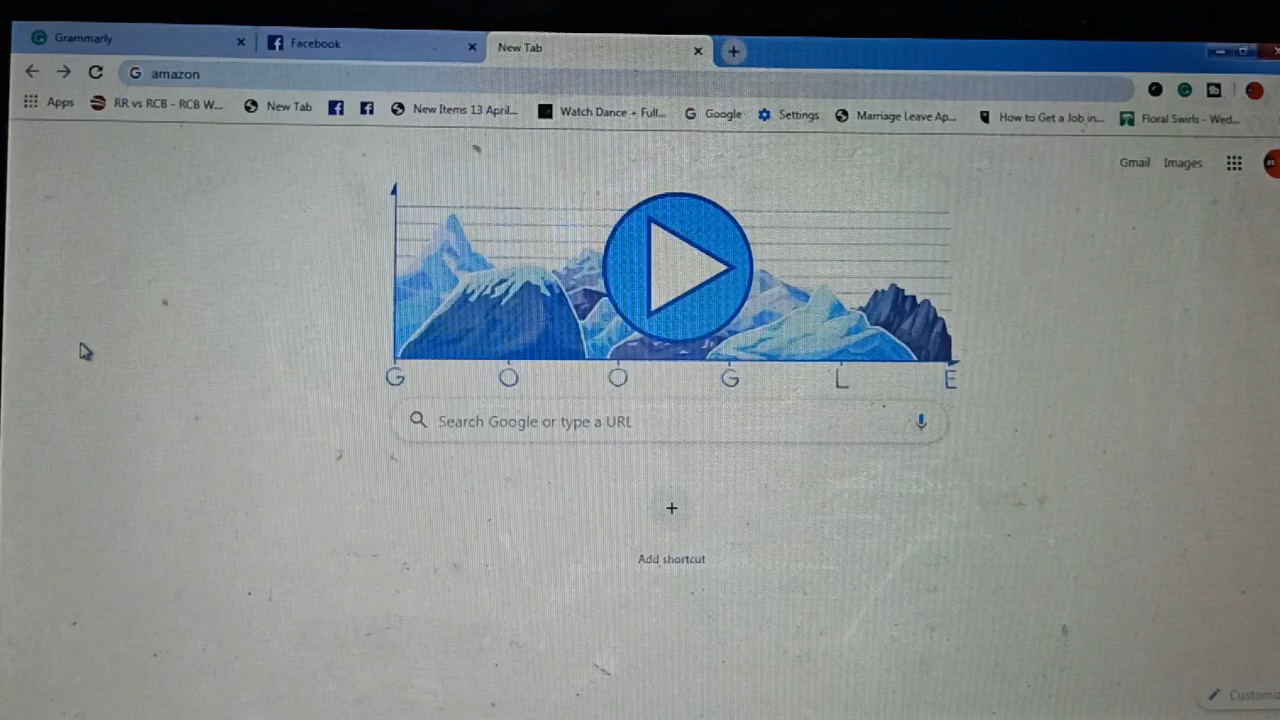 Grammarly
Facebook
New Tab
amazon
Apps
RR vs RCB - RCB W...
New Tab
New Items 13 April...
Watch Dance + Full...
Google
Settings
Marriage Leave Ap...
How to Get a Job in...
Floral Swirls - Wed...
Gmail Images
G O O G L E
Search Google or type a URL
Add shortcut
Customi